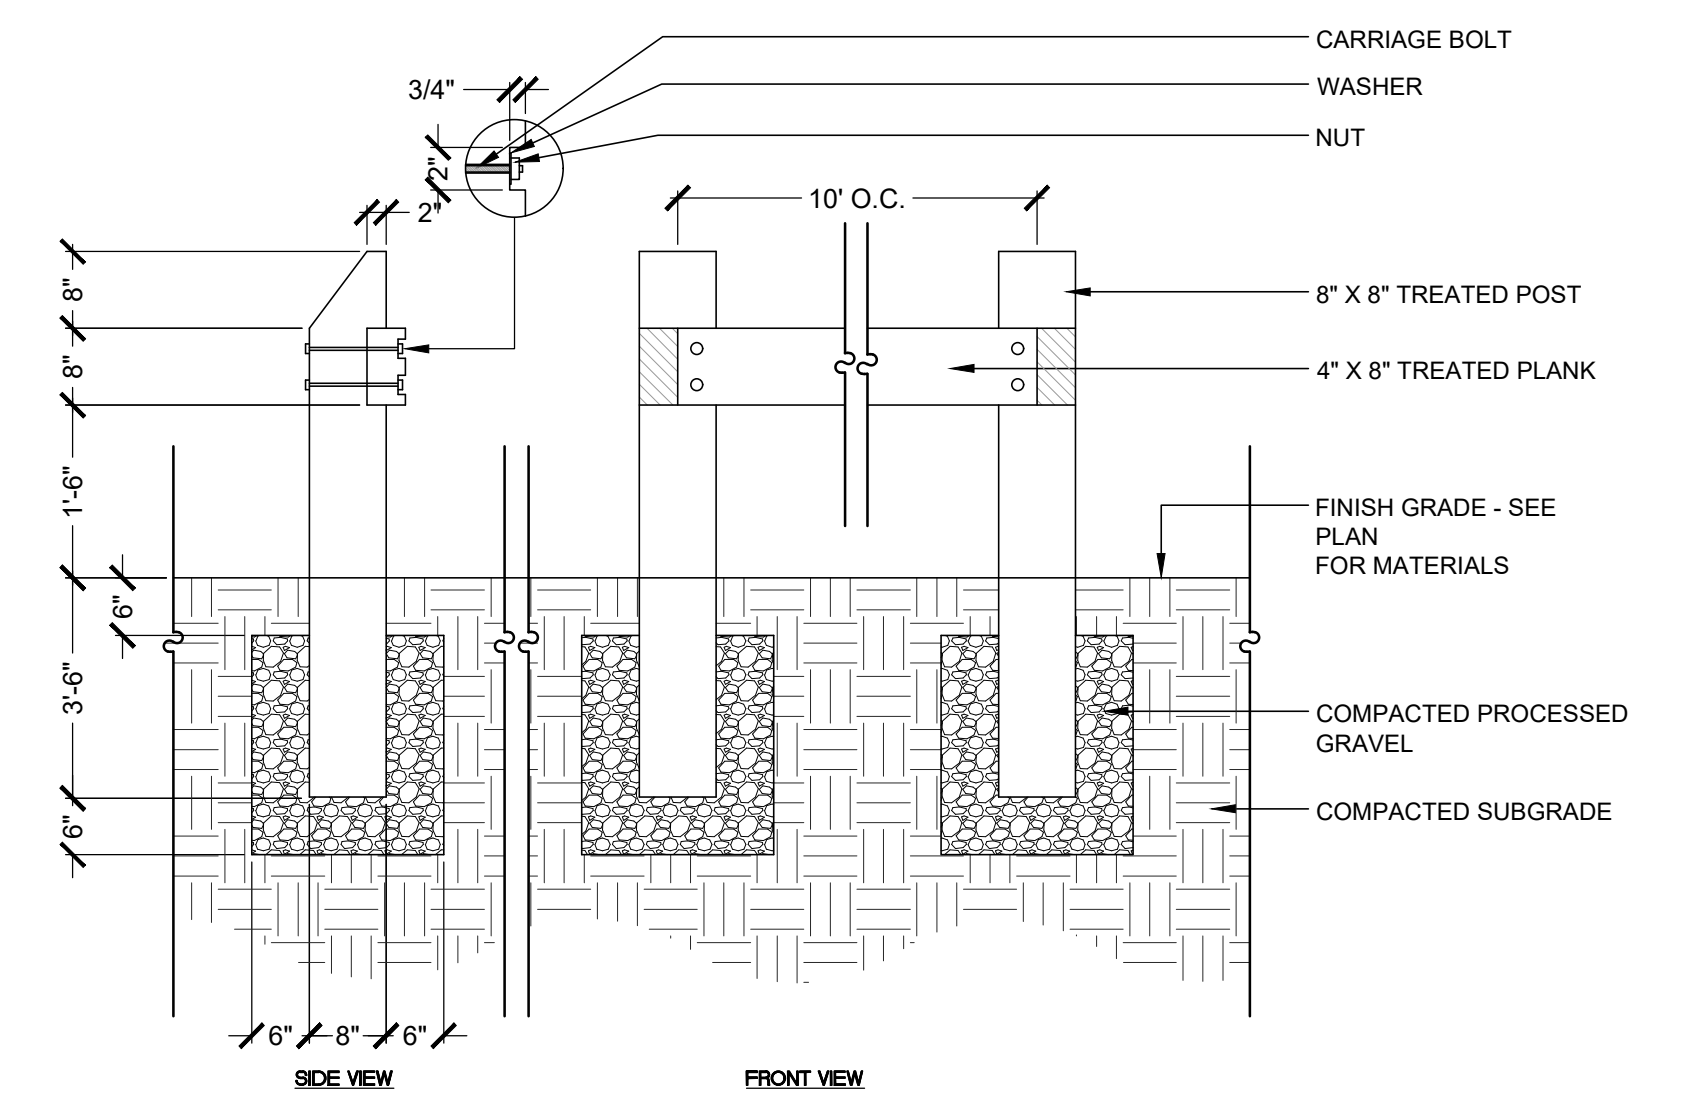 CARRIAGE BOLT
3/4"
WASHER
NUT
2"
10' O.C.
2"
8"
8" X 8" TREATED POST
8"
4" X 8" TREATED PLANK
1'-6"
FINISH GRADE - SEE
PLAN
FOR MATERIALS
6"
3'-6"
COMPACTED PROCESSED
GRAVEL
6"
COMPACTED SUBGRADE
6"
8"
6"
SIDE VIEW
FRONT VIEW